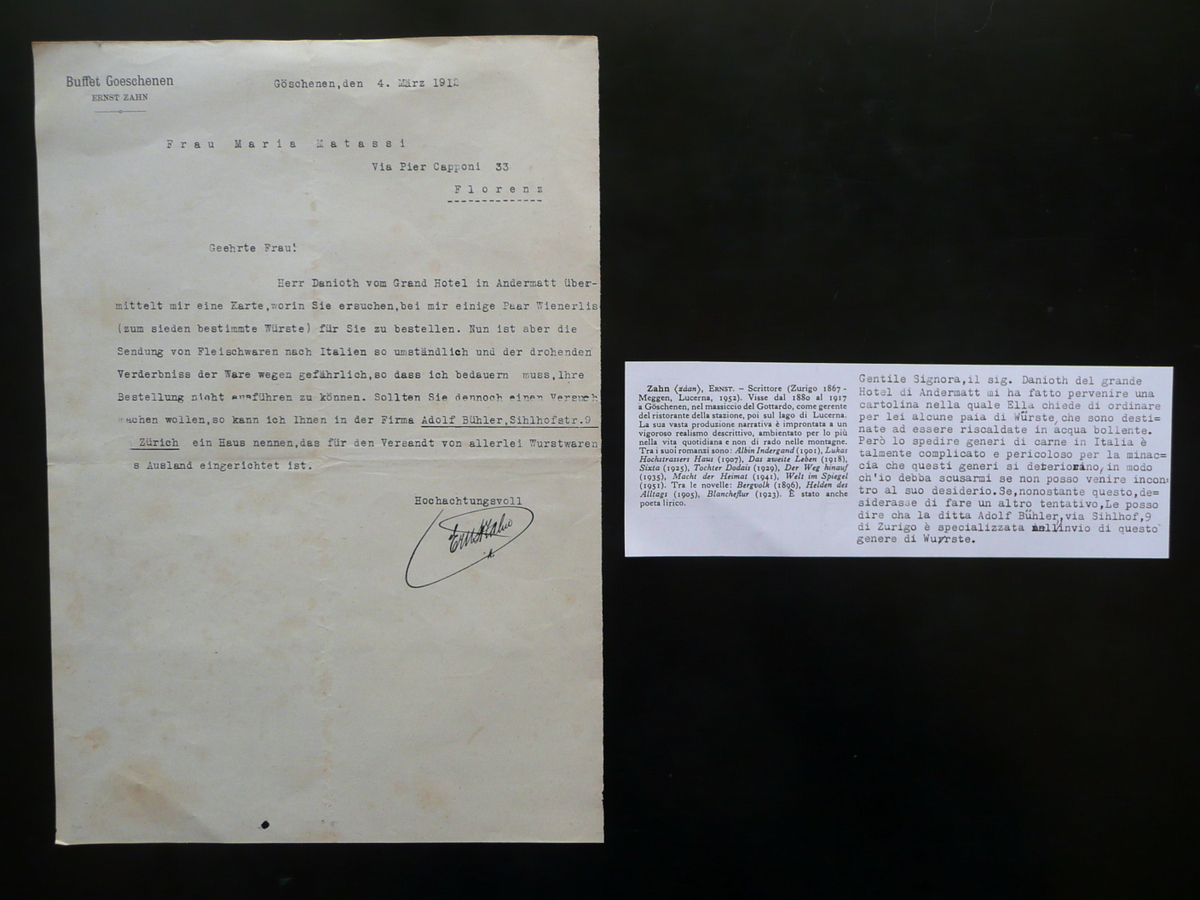 Buffet Goeschenen
ERNST ZAHN
Göschenen,den 4. März 1912
Frau Maria Matassi
Via Pier Capponi 33
Florenz
Geehrte Frau!
Herr Danioth vom Grand Hotel in Andermatt über-
mittelt mir eine Karte,worin Sie ersuchen,bei mir einige Paar Wienerlis
(zum sieden bestimmte Würste) für Sie zu bestellen. Nun ist aber die
Sendung von Fleischwaren nach Italien so umständlich und der drohenden
Verderbniss der Ware wegen gefährlich,so dass ich bedauern muss,Ihre
Bestellung nicht ausführen zu können. Sollten Sie dennoch einen Versuch
machen wollen,so kann ich Ihnen in der Firma Adolf Bühler,Sihlhofstr.9
Zürich ein Haus nennen,das für den Versandt von allerlei Wurstwaren
s Ausland eingerichtet ist.
Hochachtungsvoll
Ernst Zahn
Zahn (zàan), ERNST. – Scrittore (Zurigo 1867 -
Meggen, Lucerna, 1952). Visse dal 1880 al 1917
a Göschenen, nel massiccio del Gottardo, come gerente
del ristorante della stazione, poi sul lago di Lucerna.
La sua vasta produzione narrativa è improntata a un
vigoroso realismo descrittivo, ambientato per lo più
nella vita quotidiana e non di rado nelle montagne.
Tra i suoi romanzi sono: Albin Indergand (1901), Lukas
Hochstrassers Haus (1907), Das zweite Leben (1918),
Sixta (1925), Tochter Dodais (1929), Der Weg hinauf
(1935), Macht der Heimat (1941), Welt im Spiegel
(1951). Tra le novelle: Bergvolk (1896), Helden des
Alltags (1905), Blancheflur (1923). È stato anche
poeta lirico.
Gentile Signora,il sig. Danioth del grande
Hotel di Andermatt mi ha fatto pervenire una
cartolina nella quale Ella chiede di ordinare
per lei alcune paia di Würste,che sono desti-
nate ad essere riscaldate in acqua bollente.
Però lo spedire generi di carne in Italia è
talmente complicato e pericoloso per la minac=
cia che questi generi si deteriorino,in modo
ch'io debba scusarmi se non posso venire incon=
tro al suo desiderio.Se,nonostante questo,de=
siderasse di fare un altro tentativo,Le posso
dire cha la ditta Adolf Bühler,via Sihlhof,9
di Zurigo è specializzata nell'invio di questo
genere di Wurste.